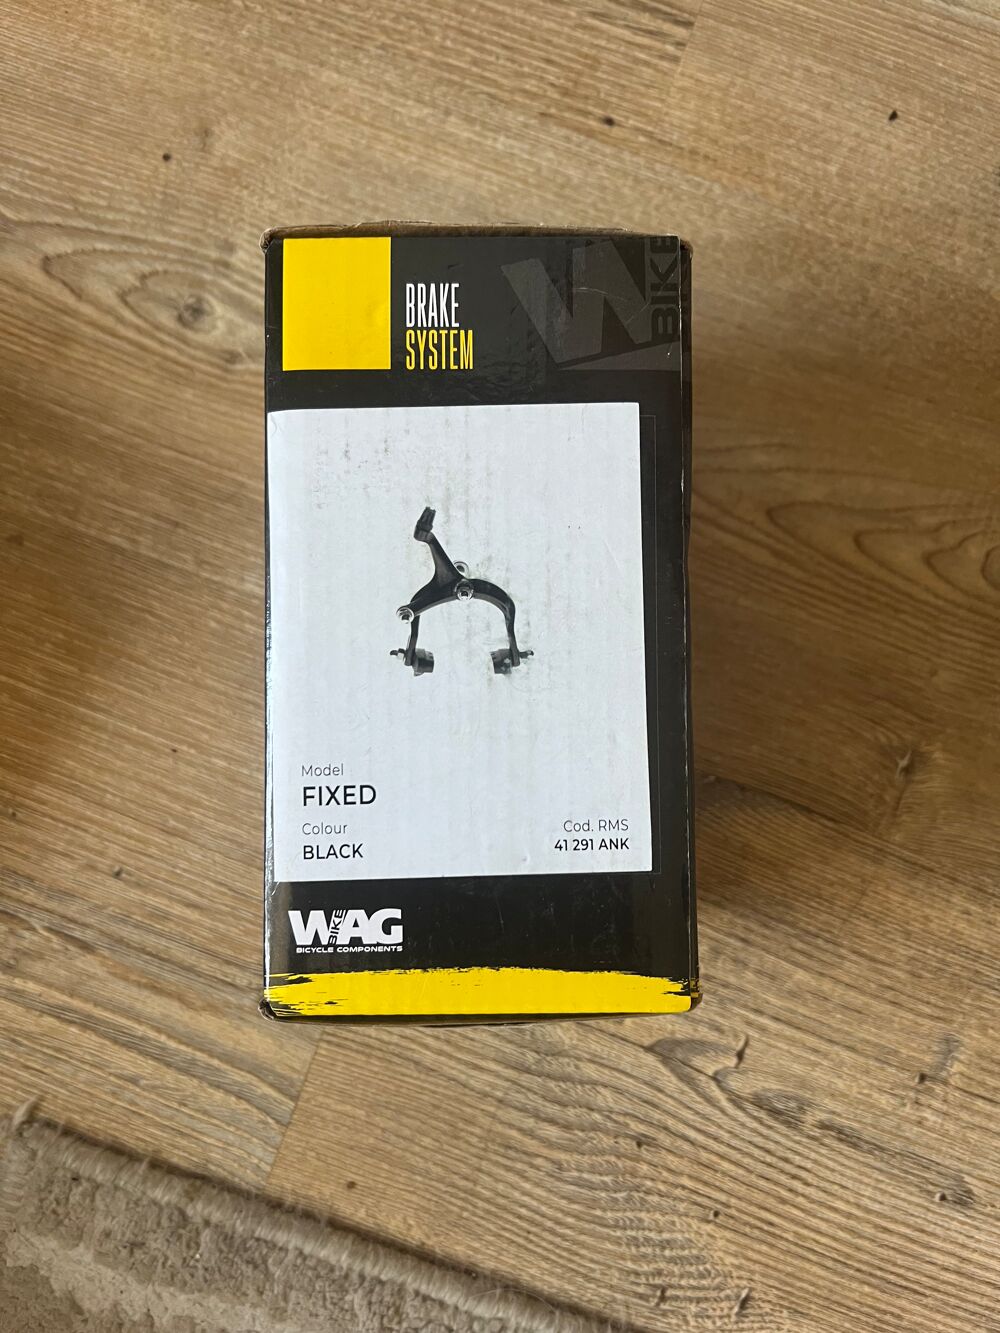 BRAKE
SYSTEM
W BIKE
Model
FIXED
Colour
BLACK
Cod. RMS
41 291 ANK
WAG BIKE
BICYCLE COMPONENTS